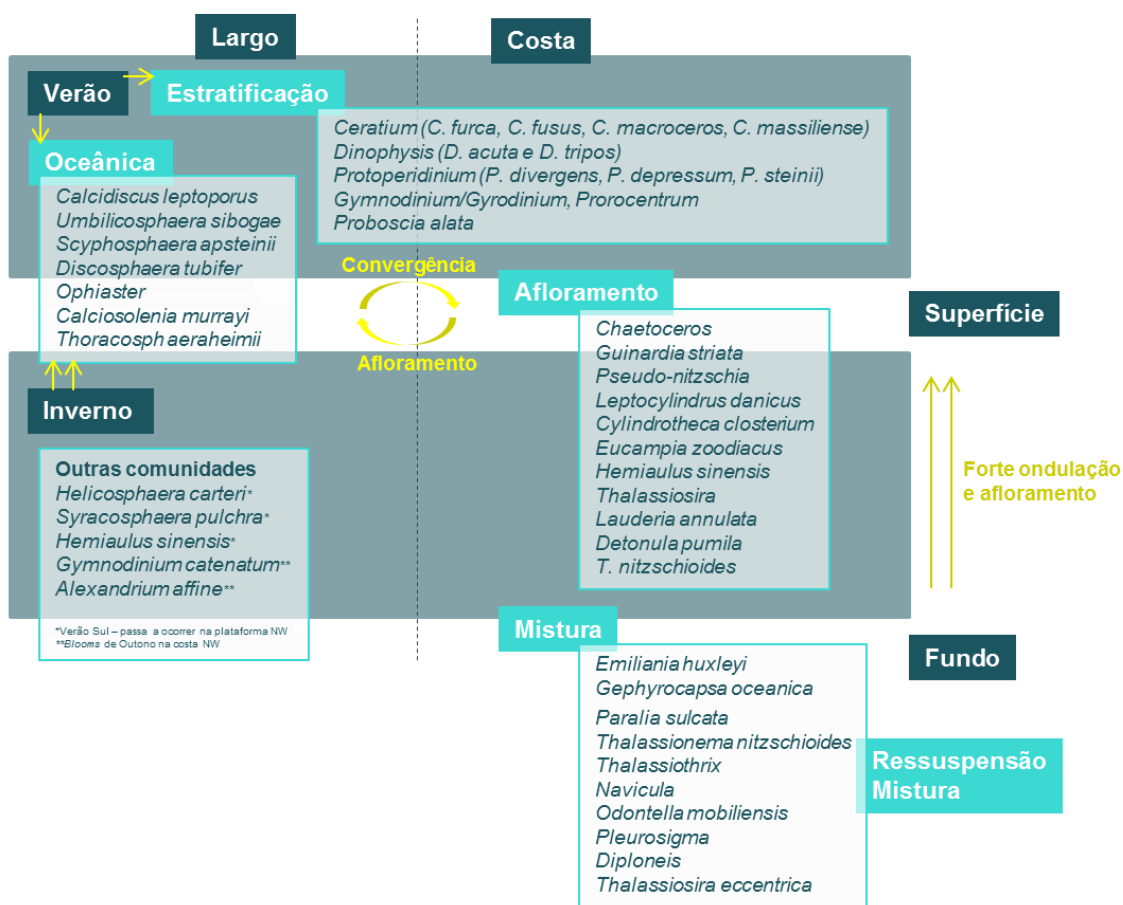 Largo
Costa
Verão
Estratificação
Ceratium (C. furca, C. fusus, C. macroceros, C. massiliense)
Dinophysis (D. acuta e D. tripos)
Protoperidinium (P. divergens, P. depressum, P. steinii)
Gymnodinium/Gyrodinium, Prorocentrum
Proboscia alata
Oceânica
Calcidiscus leptoporus
Umbilicosphaera sibogae
Scyphosphaera apsteinii
Discosphaera tubifer
Ophiaster
Calciosolenia murrayi
Thoracosph aeraheimii
Convergência
Afloramento
Afloramento
Chaetoceros
Guinardia striata
Pseudo-nitzschia
Leptocylindrus danicus
Cylindrotheca closterium
Eucampia zoodiacus
Hemiaulus sinensis
Thalassiosira
Lauderia annulata
Detonula pumila
T. nitzschioides
Superfície
Forte ondulação
e afloramento
Fundo
Inverno
Outras comunidades
Helicosphaera carteri*
Syracosphaera pulchra*
Hemiaulus sinensis*
Gymnodinium catenatum**
Alexandrium affine**
*Verão Sul – passa a ocorrer na plataforma NW
**Blooms de Outono na costa NW
Mistura
Emiliania huxleyi
Gephyrocapsa oceanica
Paralia sulcata
Thalassionema nitzschioides
Thalassiothrix
Navicula
Odontella mobiliensis
Pleurosigma
Diploneis
Thalassiosira eccentrica
Ressuspensão
Mistura